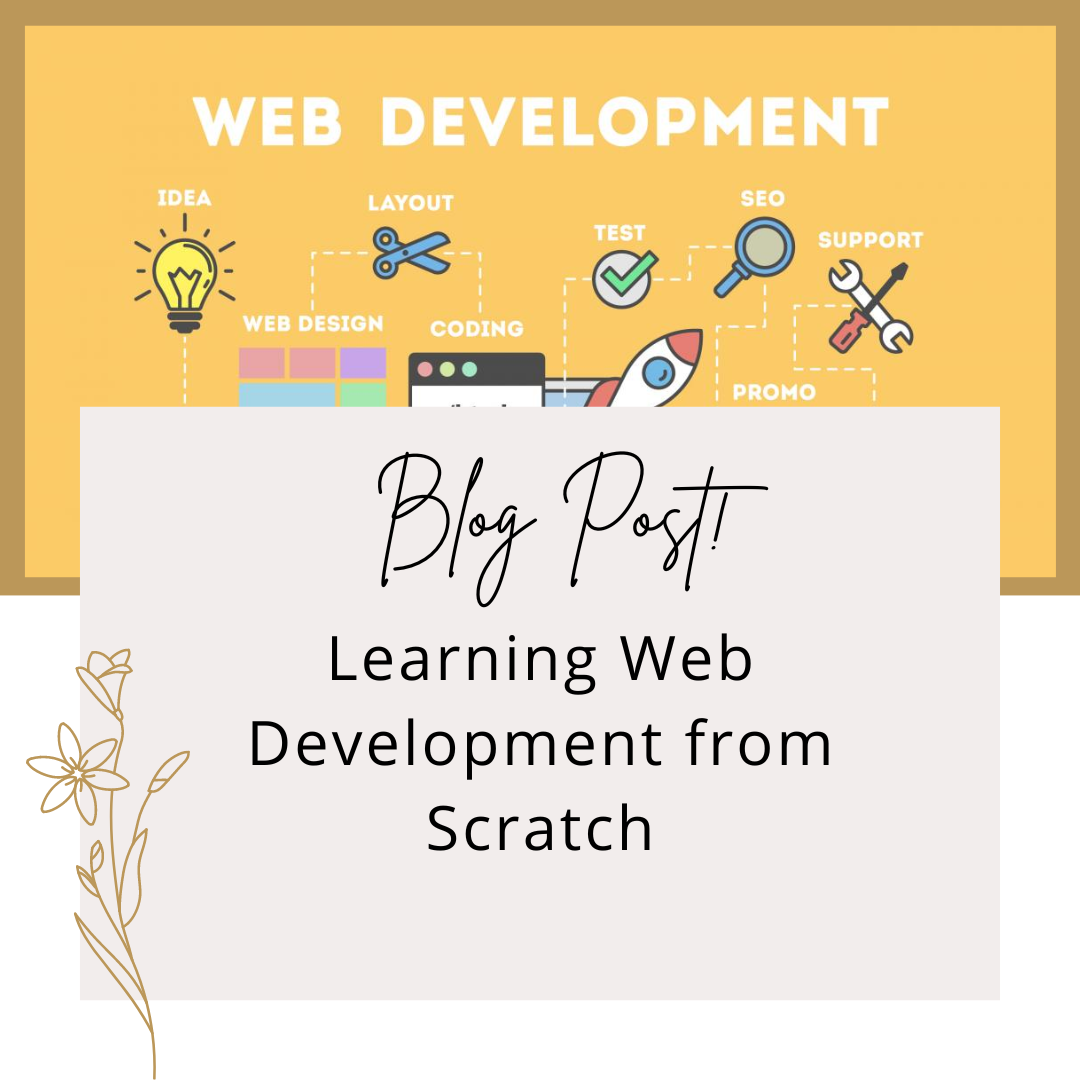 WEB DEVELOPMENT
IDEA
LAYOUT
TEST
SEO
SUPPORT
WEB DESIGN
CODING
PROMO
Blog Post!
Learning Web
Development from
Scratch